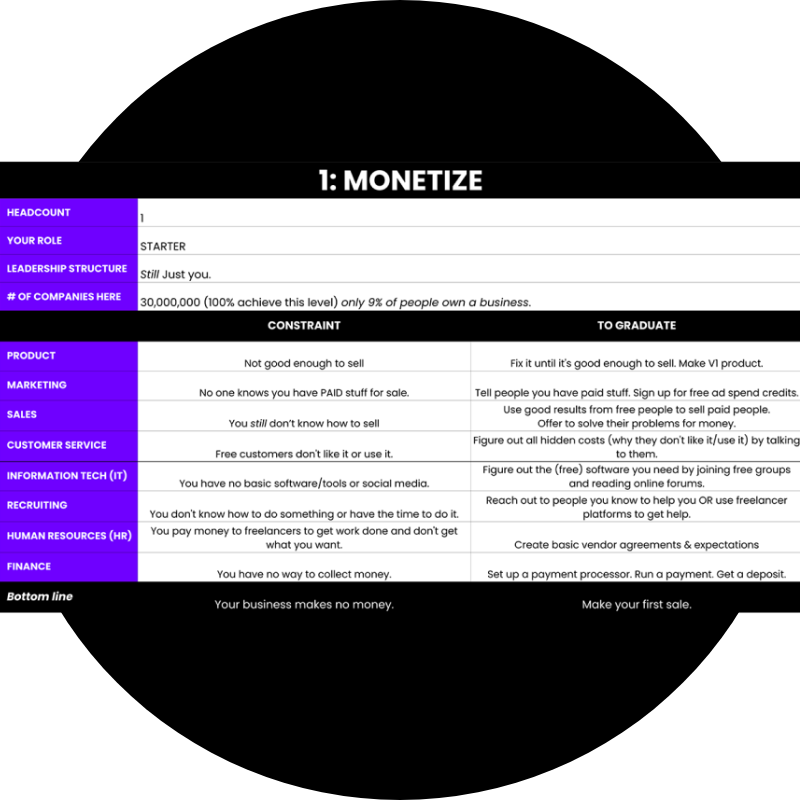 1: MONETIZE
HEADCOUNT
1
YOUR ROLE
STARTER
LEADERSHIP STRUCTURE
Still Just you.
# OF COMPANIES HERE
30,000,000 (100% achieve this level) only 9% of people own a business.
CONSTRAINT
TO GRADUATE
PRODUCT
Not good enough to sell
Fix it until it's good enough to sell. Make V1 product.
MARKETING
No one knows you have PAID stuff for sale.
Tell people you have paid stuff. Sign up for free ad spend credits.
SALES
You still don't know how to sell
Use good results from free people to sell paid people.
Offer to solve their problems for money.
CUSTOMER SERVICE
Free customers don't like it or use it.
Figure out all hidden costs (why they don't like it/use it) by talking
to them.
INFORMATION TECH (IT)
You have no basic software/tools or social media.
Figure out the (free) software you need by joining free groups
and reading online forums.
RECRUITING
You don't know how to do something or have the time to do it.
Reach out to people you know to help you OR use freelancer
platforms to get help.
HUMAN RESOURCES (HR)
You pay money to freelancers to get work done and don't get
what you want.
Create basic vendor agreements & expectations
FINANCE
You have no way to collect money.
Set up a payment processor. Run a payment. Get a deposit.
Bottom line
Your business makes no money.
Make your first sale.